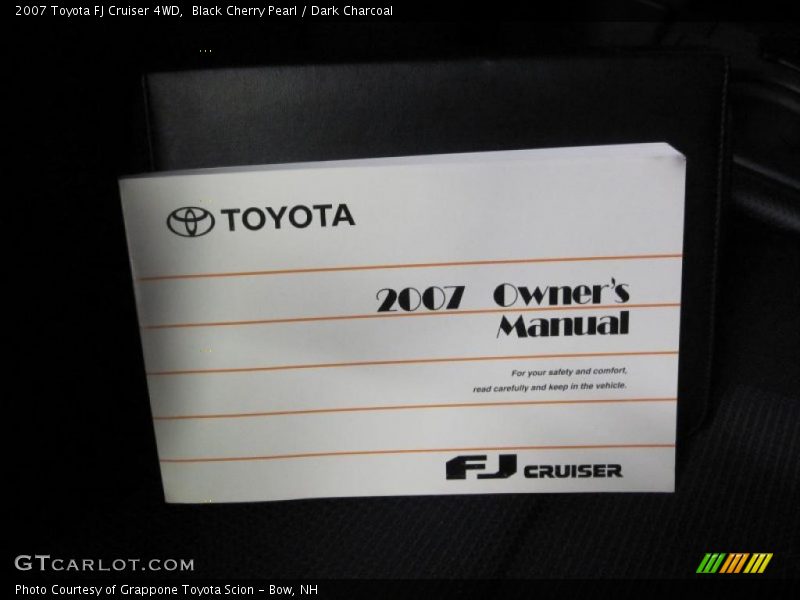 2007 Toyota FJ Cruiser 4WD,  Black Cherry Pearl / Dark Charcoal
TOYOTA
2007 Owner's
Manual
For your safety and comfort,
read carefully and keep in the vehicle.
FJ CRUISER
GTCARLOT.COM
Photo Courtesy of Grappone Toyota Scion - Bow, NH